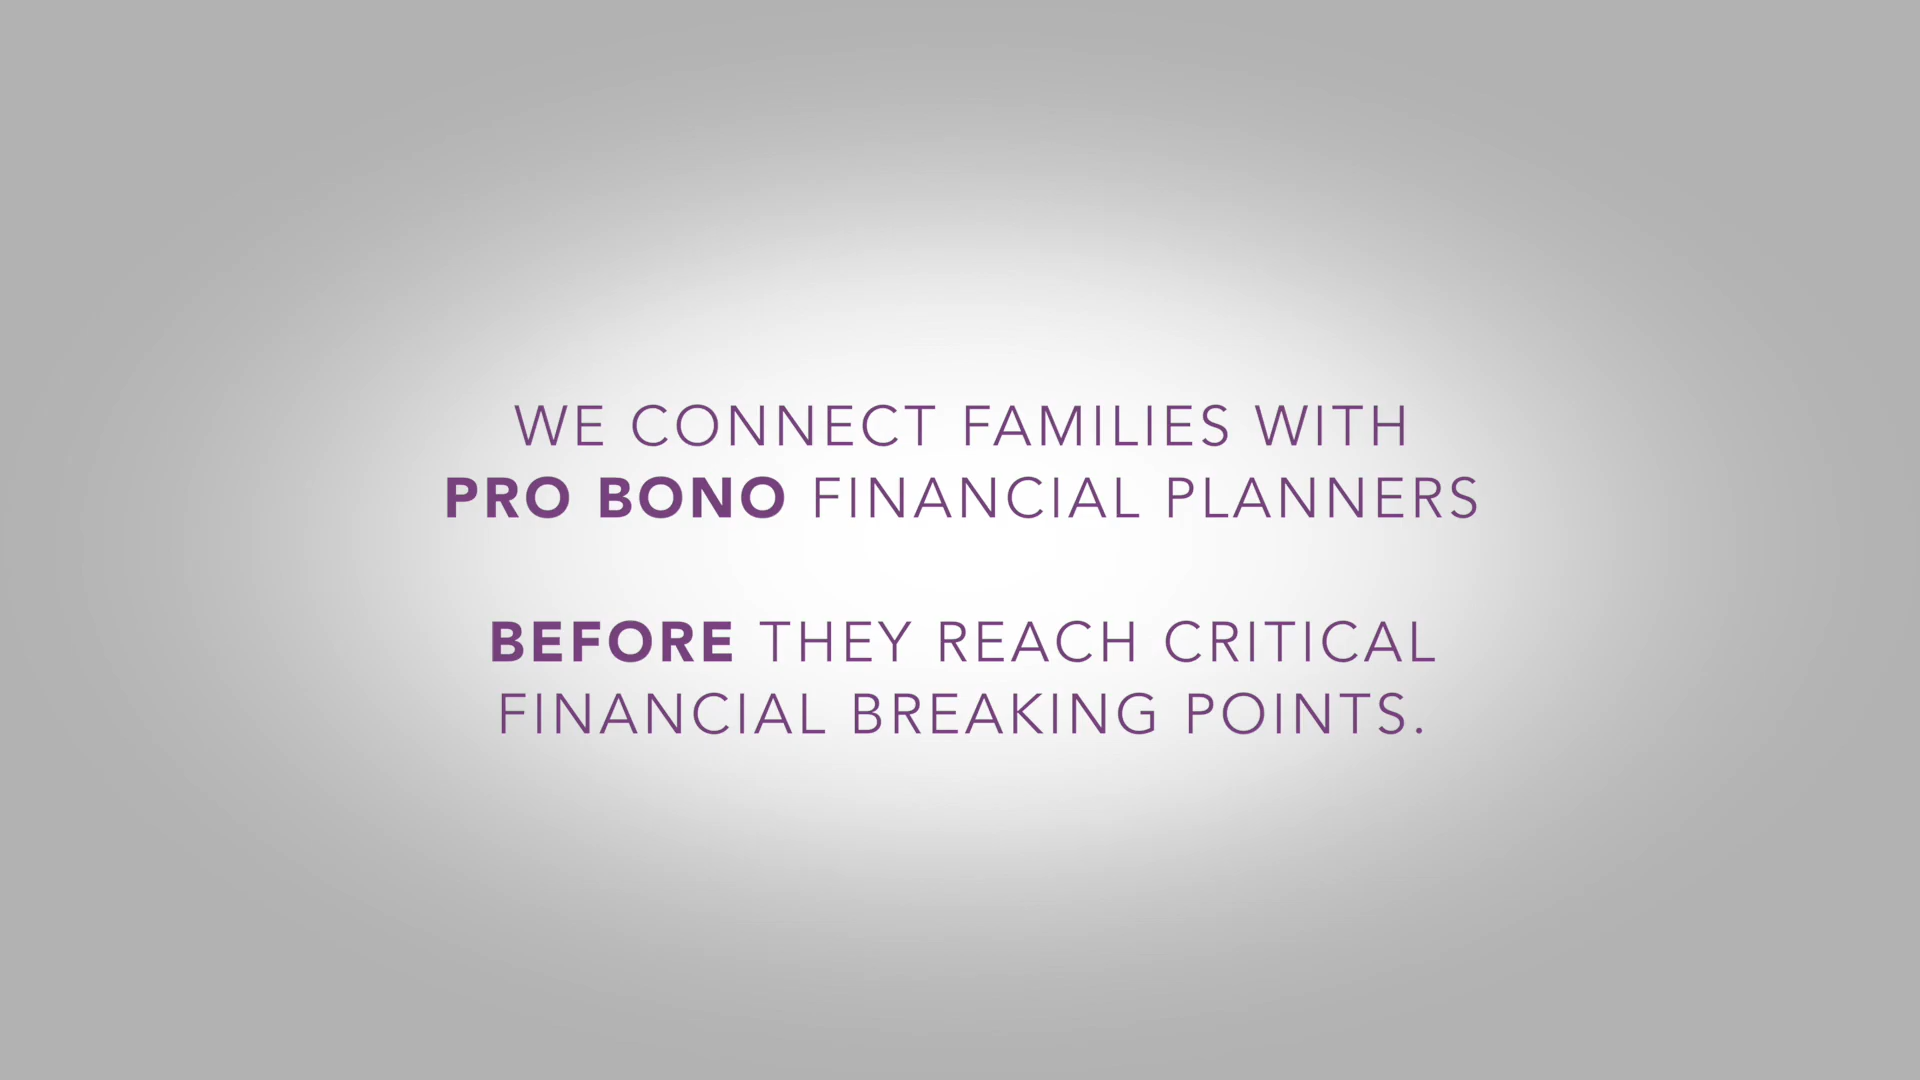 WE CONNECT FAMILIES WITH
PRO BONO FINANCIAL PLANNERS
BEFORE THEY REACH CRITICAL
FINANCIAL BREAKING POINTS.